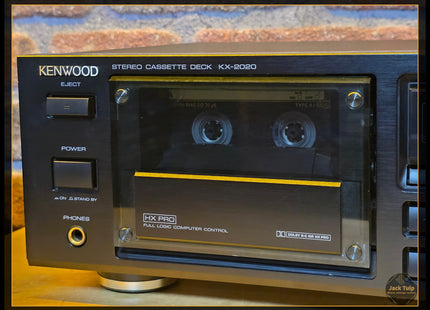 KENWOOD
STEREO CASSETTE DECK KX-2020
EJECT
POWER
ON STAND BY
PHONES
HX PRO
FULL LOGIC COMPUTER CONTROL
DOLBY B-C NR HX PRO
Jack Tulp